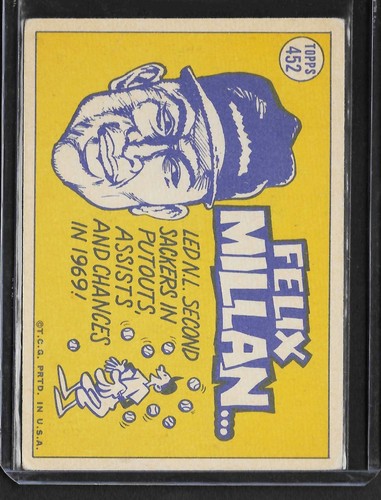 TOPPS
452
FELIX
MILLAN...
LED N.L. SECOND
SACKERS IN
PUTOUTS,
ASSISTS
AND CHANCES
IN 1969!
©T.C.G. PRTD. IN U.S.A.